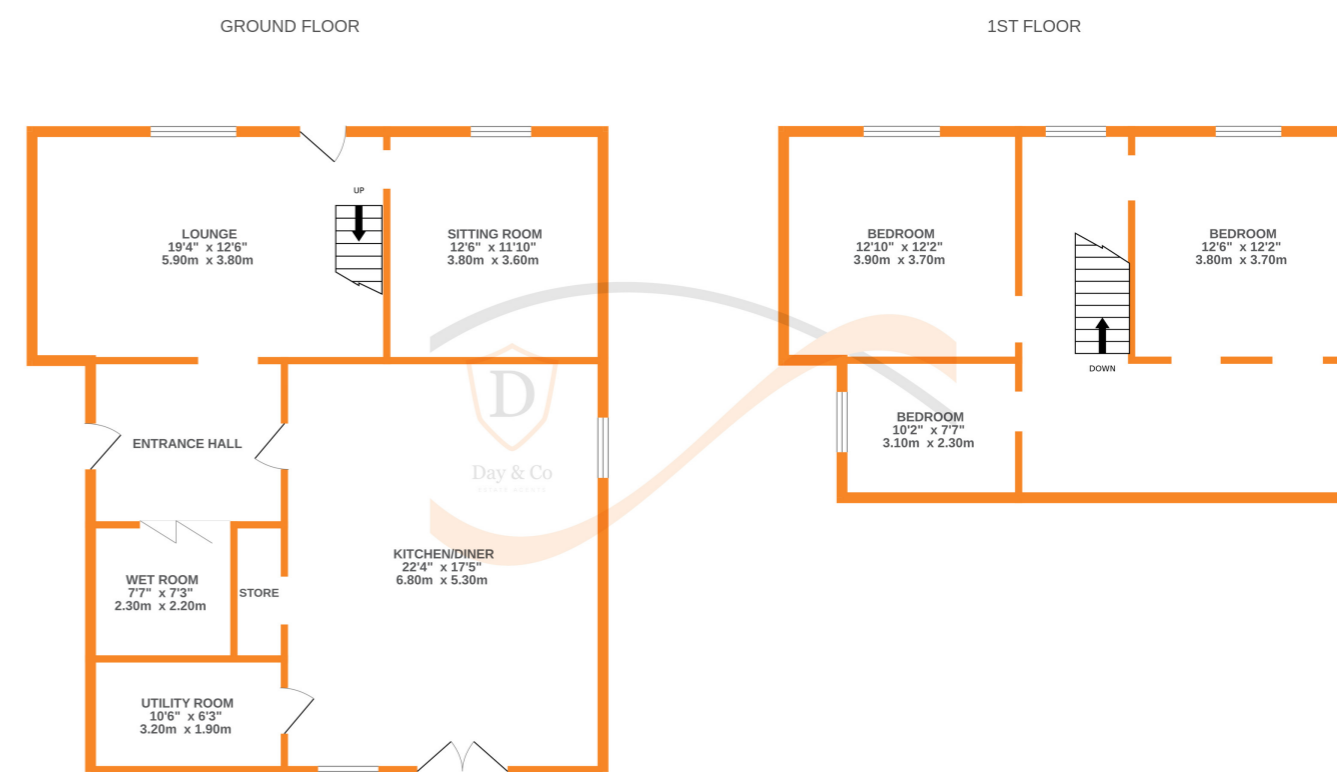 GROUND FLOOR
1ST FLOOR
UP
LOUNGE
19'4" x 12'6"
5.90m x 3.80m
SITTING ROOM
12'6" x 11'10"
3.80m x 3.60m
ENTRANCE HALL
KITCHEN/DINER
22'4" x 17'5"
6.80m x 5.30m
WET ROOM
7'7" x 7'3"
2.30m x 2.20m
STORE
UTILITY ROOM
10'6" x 6'3"
3.20m x 1.90m
BEDROOM
12'10" x 12'2"
3.90m x 3.70m
BEDROOM
12'6" x 12'2"
3.80m x 3.70m
DOWN
BEDROOM
10'2" x 7'7"
3.10m x 2.30m
D
Day & Co
ESTATE AGENTS